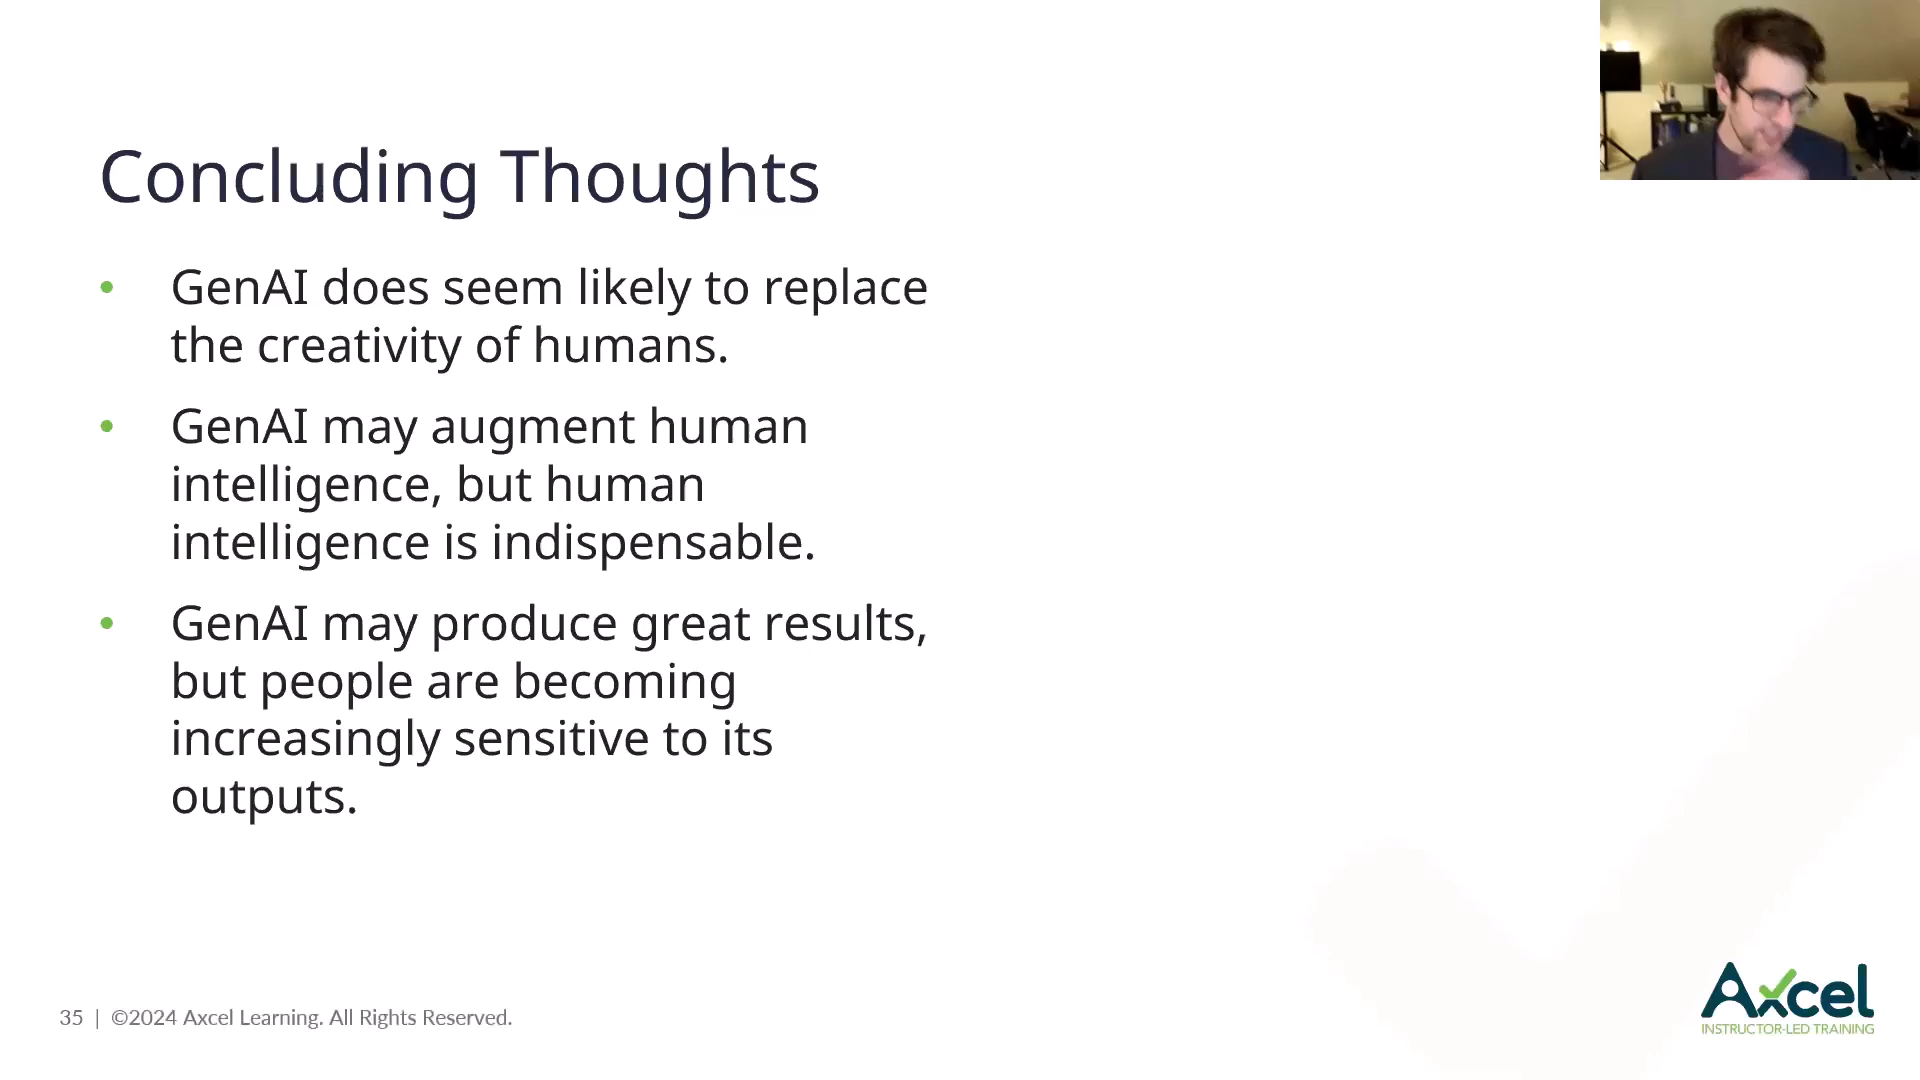 Concluding Thoughts
• GenAI does seem likely to replace
the creativity of humans.
• GenAI may augment human
intelligence, but human
intelligence is indispensable.
• GenAI may produce great results,
but people are becoming
increasingly sensitive to its
outputs.
35 | ©2024 Axcel Learning. All Rights Reserved.
Axcel
INSTRUCTOR-LED TRAINING